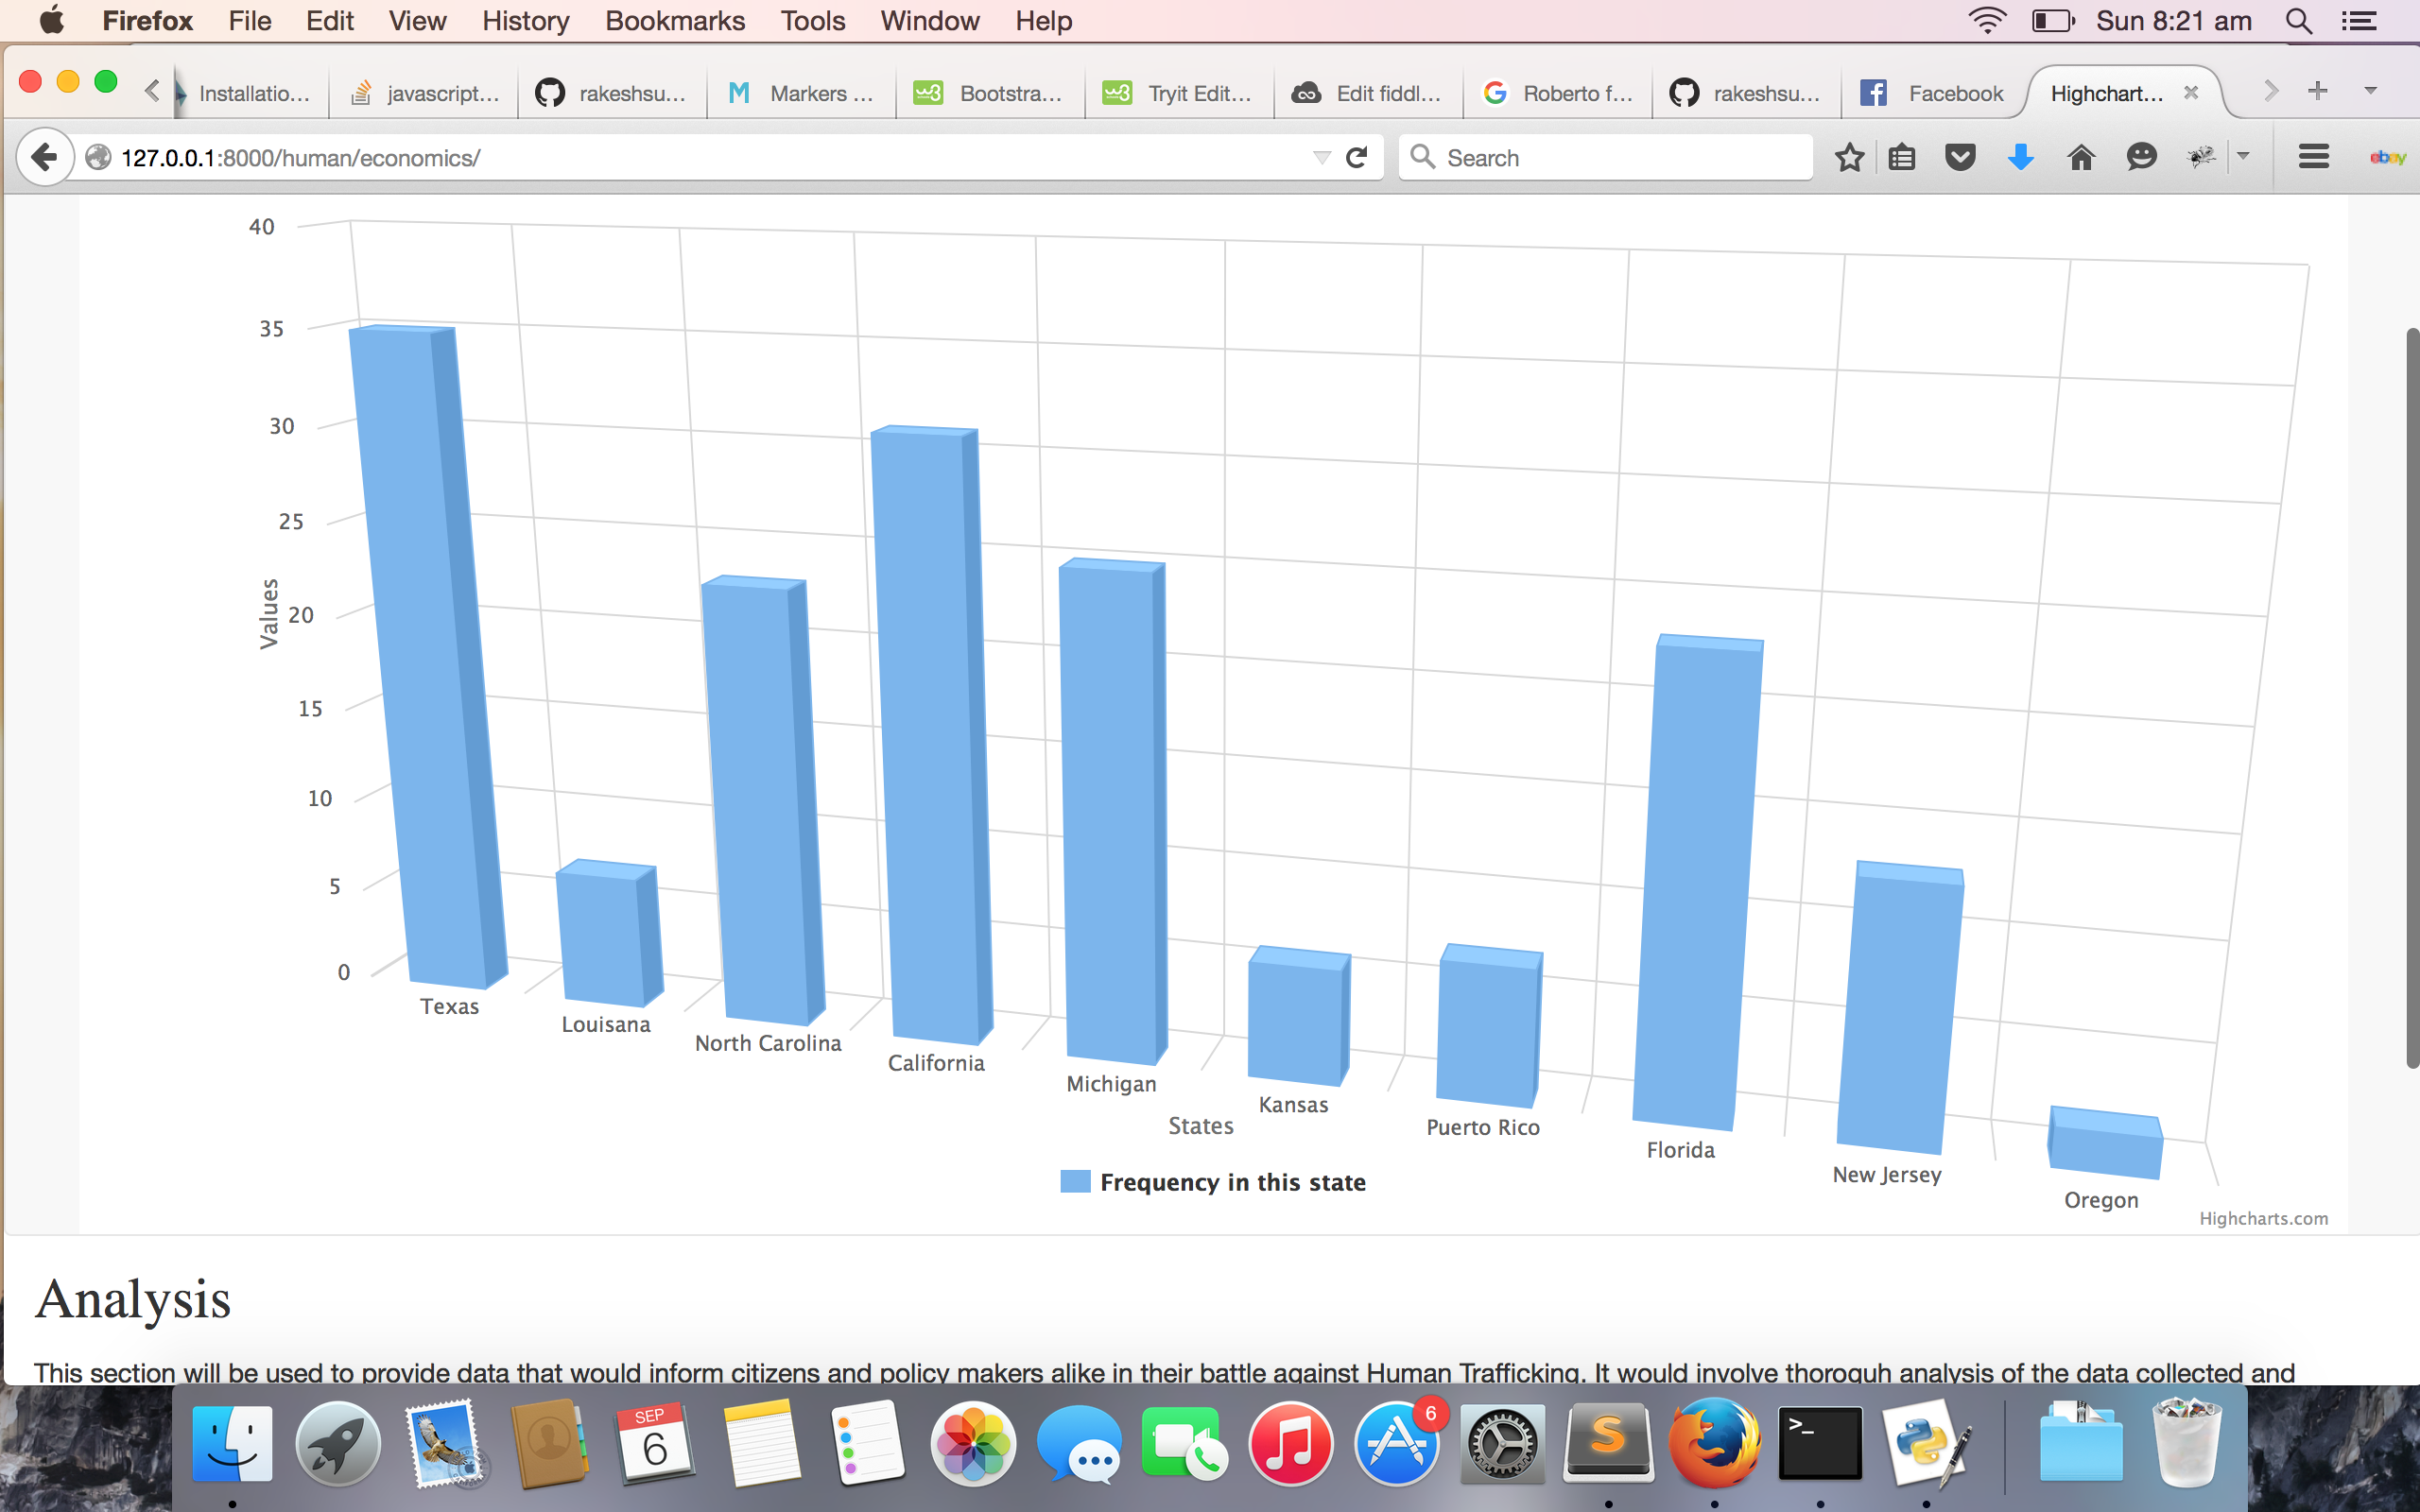 Firefox File Edit View History Bookmarks Tools Window Help Sun 8:21 am
Installatio... javascript... rakeshsu... Markers ... Bootstra... Tryit Edit... Edit fiddl... Roberto f... rakeshsu... Facebook Highchart...
127.0.0.1:8000/human/economics/ Search ebay
40
35
30
25
20
15
10
5
0
Values
Texas
Louisana
North Carolina
California
Michigan
Kansas
Puerto Rico
Florida
New Jersey
Oregon
States
Frequency in this state
Highcharts.com
Analysis
This section will be used to provide data that would inform citizens and policy makers alike in their battle against Human Trafficking. It would involve thoroguh analysis of the data collected and
SEP
6
6
S
>_